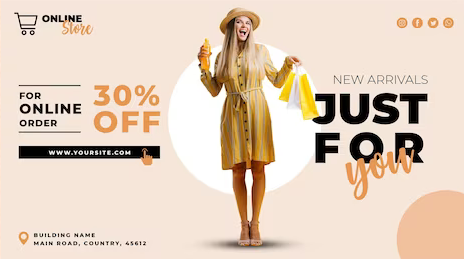 ONLINE
Store
FOR
ONLINE
ORDER
30%
OFF
WWW.YOURSITE.COM
BUILDING NAME
MAIN ROAD, COUNTRY, 45612
NEW ARRIVALS
JUST
FOR
you